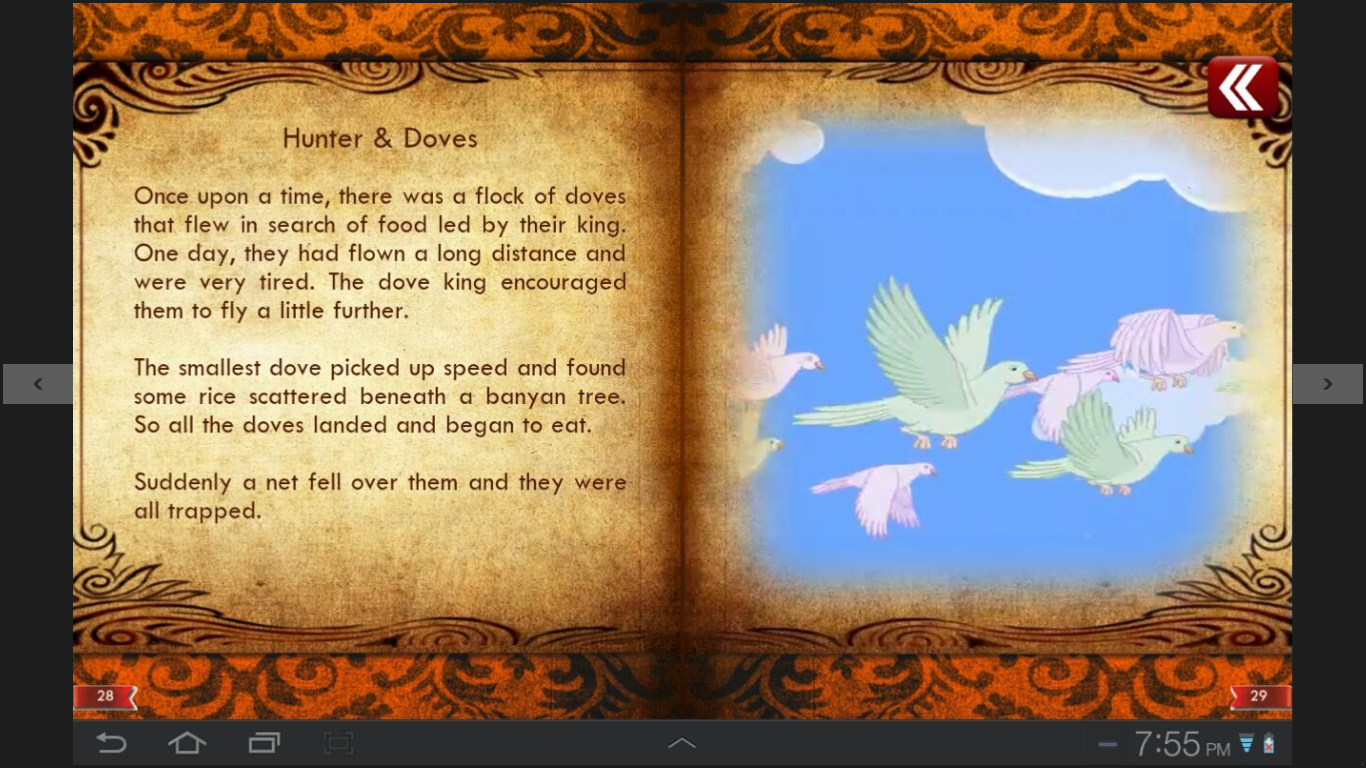 Hunter & Doves
Once upon a time, there was a flock of doves
that flew in search of food led by their king.
One day, they had flown a long distance and
were very tired. The dove king encouraged
them to fly a little further.
The smallest dove picked up speed and found
some rice scattered beneath a banyan tree.
So all the doves landed and began to eat.
Suddenly a net fell over them and they were
all trapped.
28
29
7:55 PM